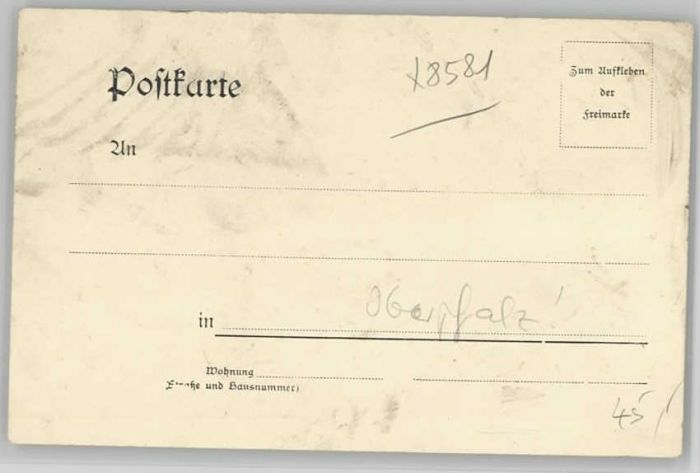 Postkarte
x8581
Zum Aufkleben
der
Freimarke
An
in Oberpfalz!
Wohnung
(Straße und Hausnummer)
45